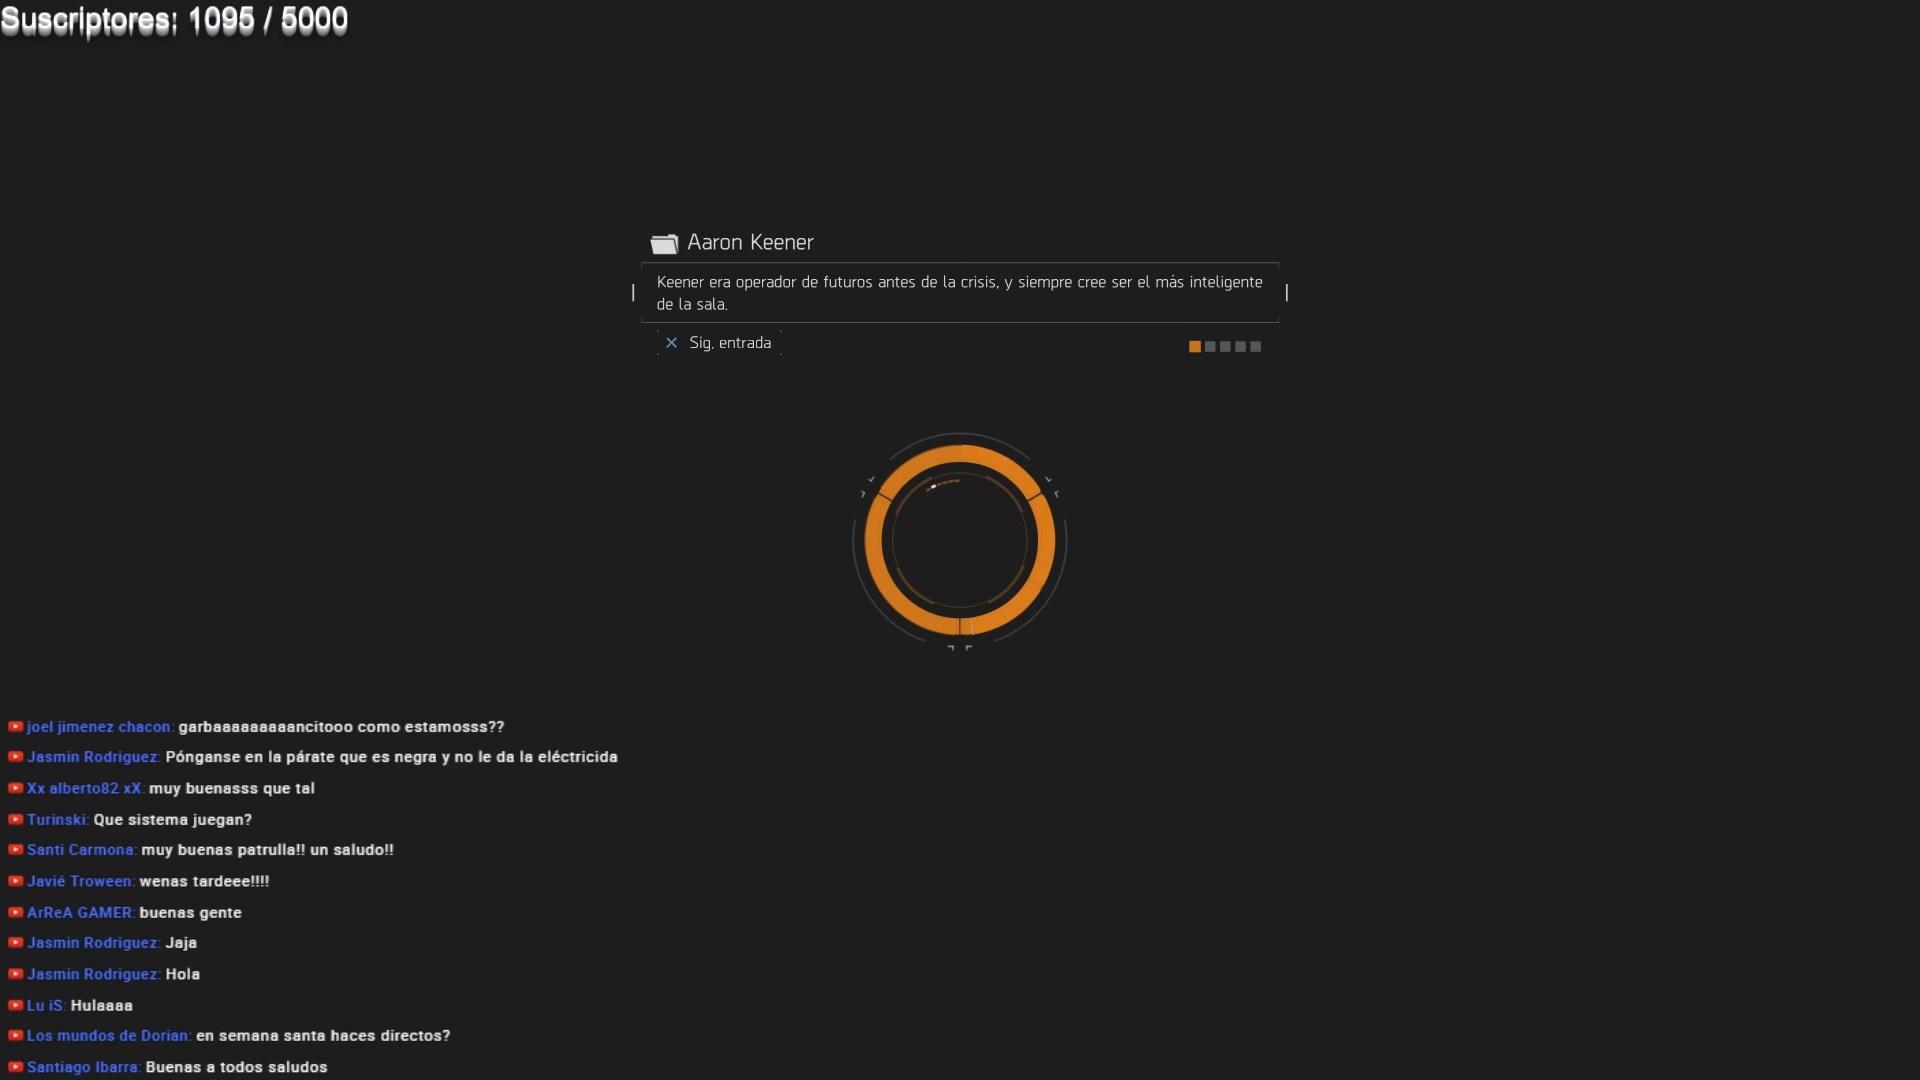 Suscriptores: 1095 / 5000
Aaron Keener
Keener era operador de futuros antes de la crisis, y siempre cree ser el más inteligente
de la sala.
Sig. entrada
joel jimenez chacon: garbaaaaaaaaancitooo como estamosss??
Jasmin Rodriguez: Pónganse en la párate que es negra y no le da la eléctricida
Xx alberto82 xX: muy buenasss que tal
Turinski: Que sistema juegan?
Santi Carmona: muy buenas patrulla!! un saludo!!
Javié Troween: wenas tardeee!!!!
ArReA GAMER: buenas gente
Jasmin Rodriguez: Jaja
Jasmin Rodriguez: Hola
Lu iS: Hulaaaa
Los mundos de Dorian: en semana santa haces directos?
Santiago Ibarra: Buenas a todos saludos